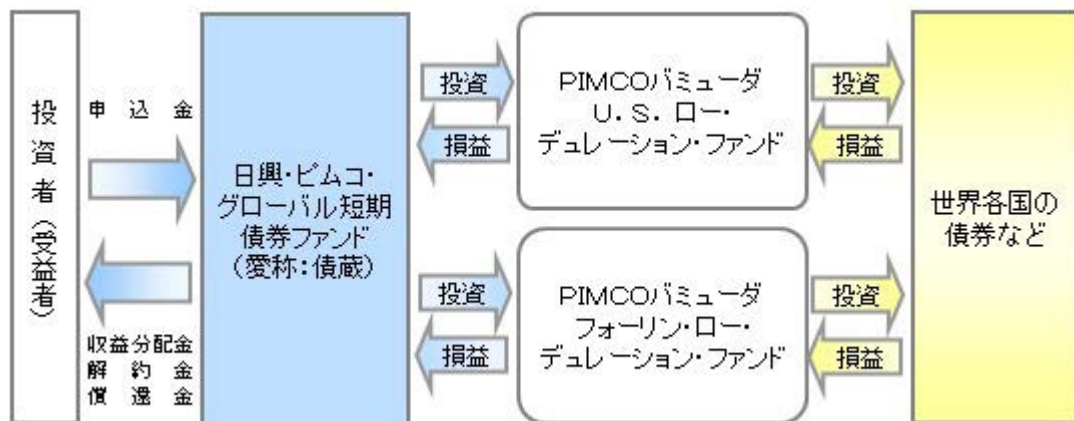 投資者(受益者)
申込金
収益分配金
解約金
償還金
日興・ピムコ・
グローバル短期
債券ファンド
(愛称:債蔵)
投資
損益
PIMCOバミューダ
U.S.ロー・
デュレーション・ファンド
投資
損益
投資
損益
PIMCOバミューダ
フォーリン・ロー・
デュレーション・ファンド
投資
損益
世界各国の
債券など